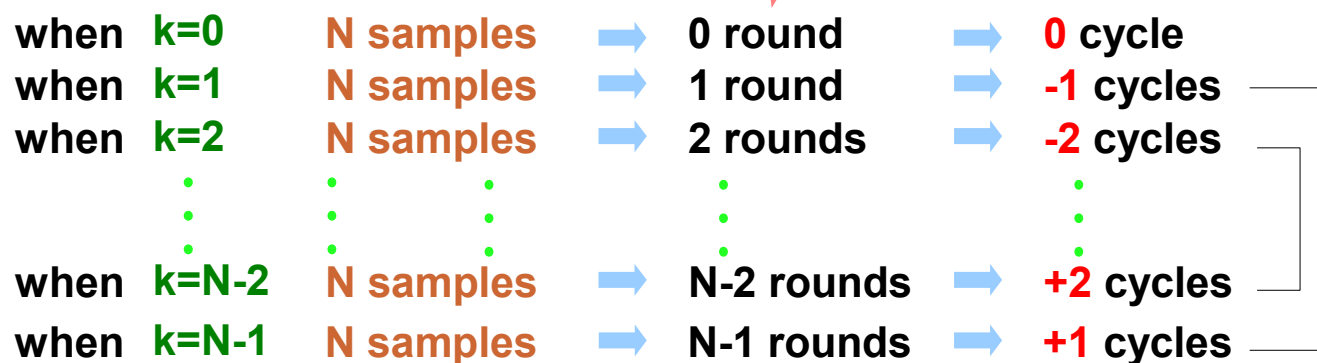 when k=0 N samples 0 round 0 cycle
when k=1 N samples 1 round -1 cycles
when k=2 N samples 2 rounds -2 cycles
when k=N-2 N samples N-2 rounds +2 cycles
when k=N-1 N samples N-1 rounds +1 cycles